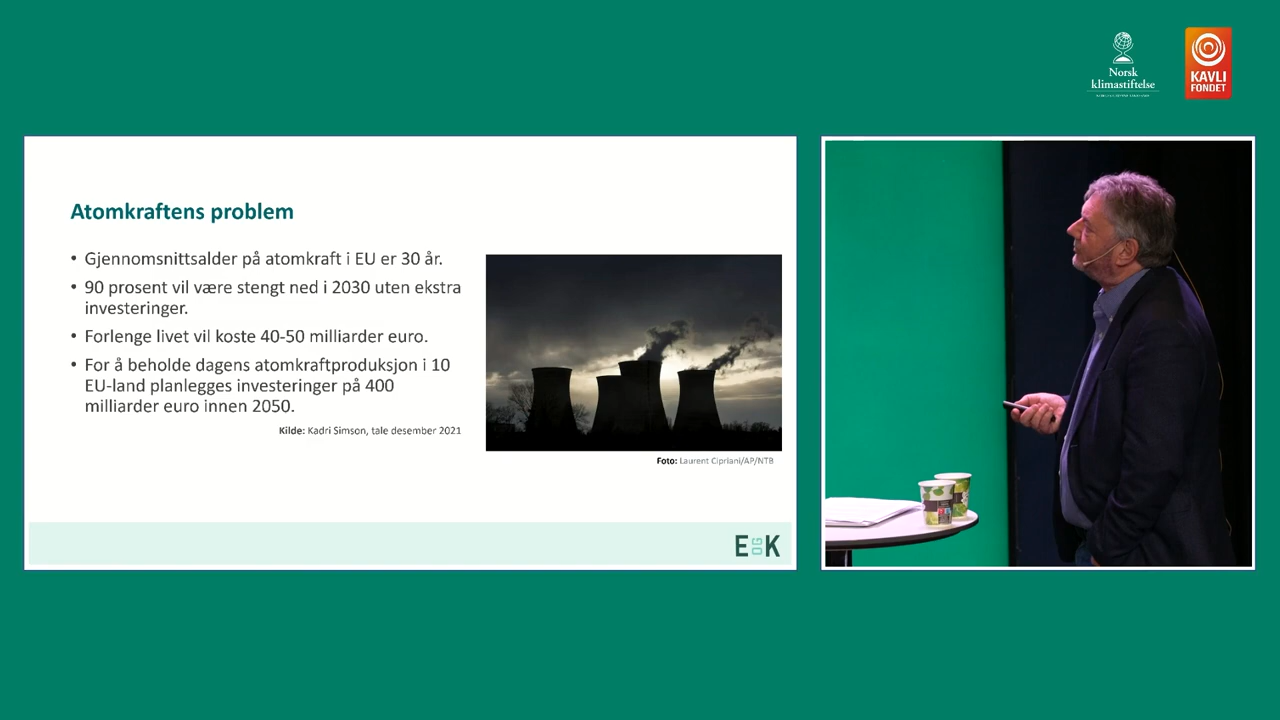 Norsk
klimastiftelse
KAVLI
FONDET
Atomkraftens problem
• Gjennomsnittsalder på atomkraft i EU er 30 år.
• 90 prosent vil være stengt ned i 2030 uten ekstra
investeringer.
• Forlenge livet vil koste 40-50 milliarder euro.
• For å beholde dagens atomkraftproduksjon i 10
EU-land planlegges investeringer på 400
milliarder euro innen 2050.
Kilde: Kadri Simson, tale desember 2021
Foto: Laurent Cipriani/AP/NTB
E OG K